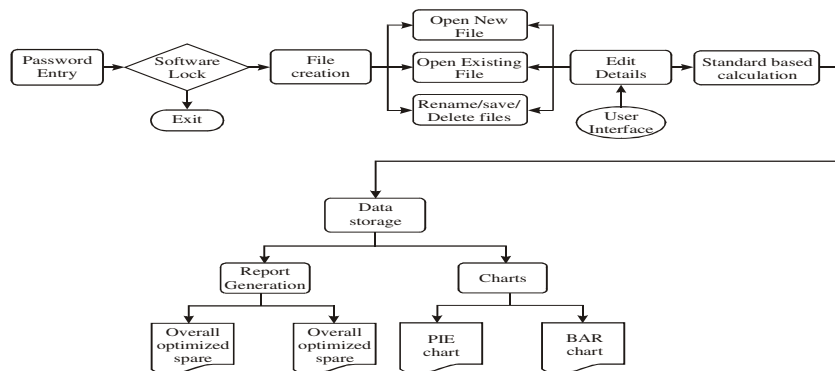 Password
Entry
Software
Lock
Exit
File
creation
Open New
File
Open Existing
File
Rename/save/
Delete files
Edit
Details
User
Interface
Standard based
calculation
Data
storage
Report
Generation
Charts
Overall
optimized
spare
Overall
optimized
spare
PIE
chart
BAR
chart